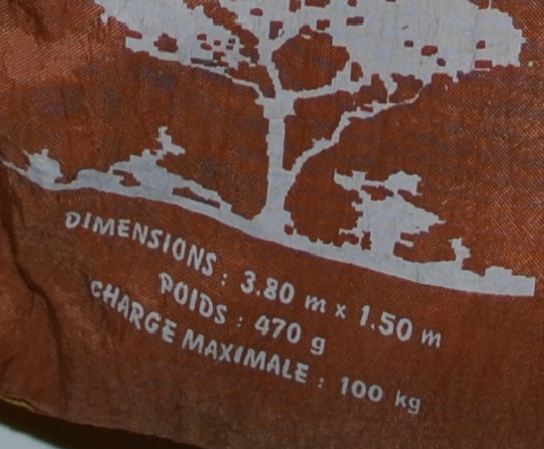 DIMENSIONS : 3.80 m × 1.50 m
POIDS : 470 g
CHARGE MAXIMALE : 100 kg